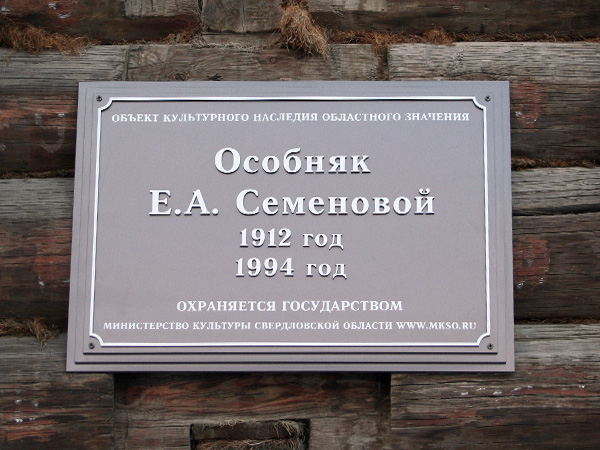 ОБЪЕКТ КУЛЬТУРНОГО НАСЛЕДИЯ ОБЛАСТНОГО ЗНАЧЕНИЯ
Особняк
Е.А. Семеновой
1912 год
1994 год
ОХРАНЯЕТСЯ ГОСУДАРСТВОМ
МИНИСТЕРСТВО КУЛЬТУРЫ СВЕРДЛОВСКОЙ ОБЛАСТИ WWW.MKSO.RU